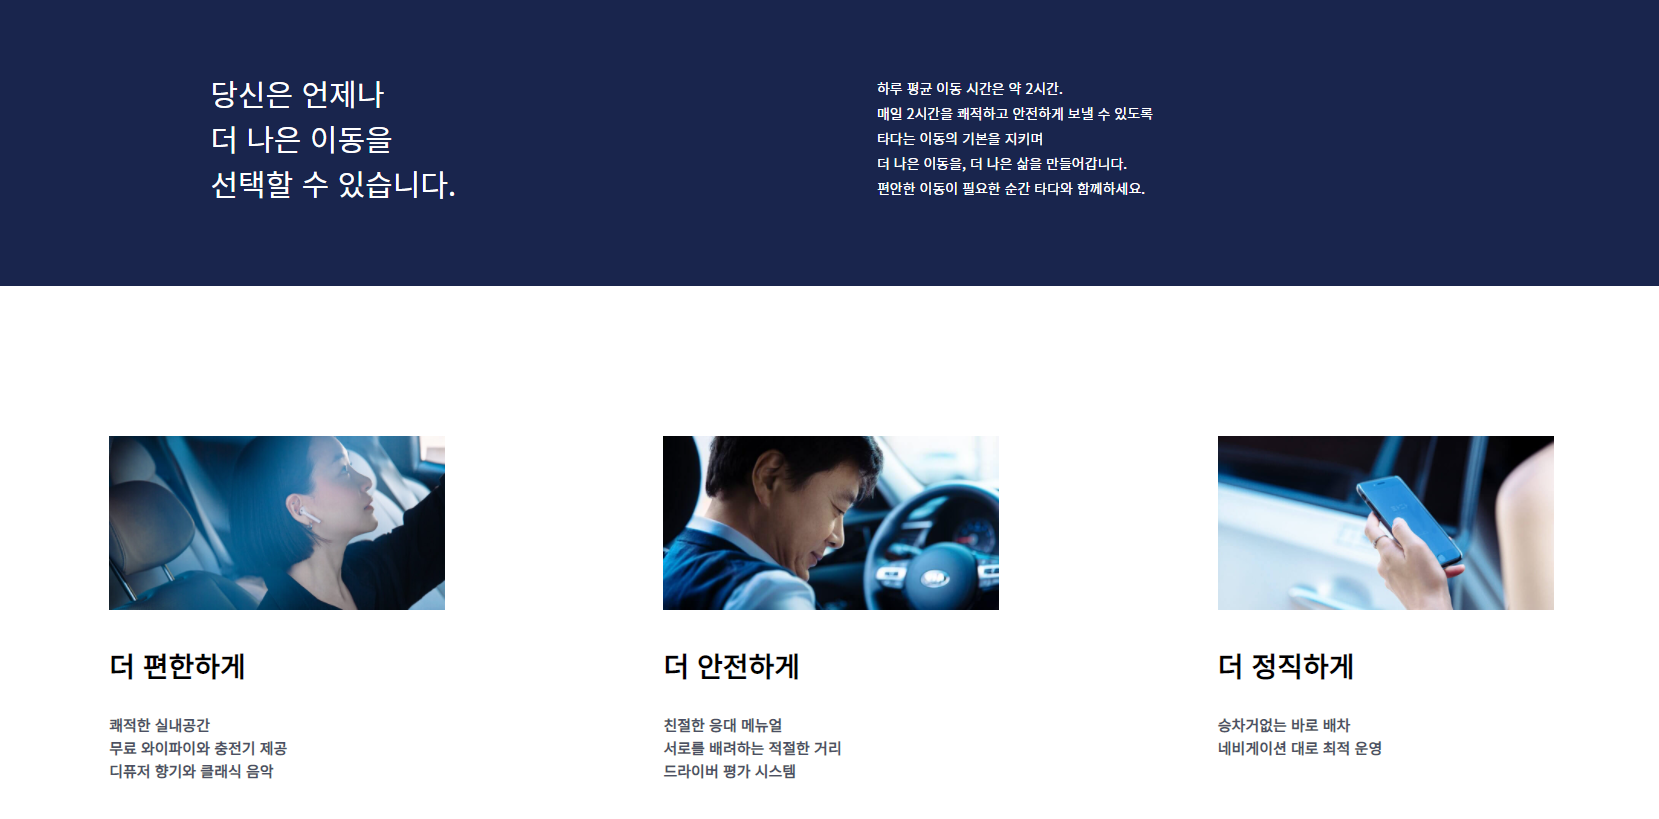 당신은 언제나
더 나은 이동을
선택할 수 있습니다.
하루 평균 이동 시간은 약 2시간.
매일 2시간을 쾌적하고 안전하게 보낼 수 있도록
타다는 이동의 기본을 지키며
더 나은 이동을, 더 나은 삶을 만들어갑니다.
편안한 이동이 필요한 순간 타다와 함께하세요.
더 편한하게
쾌적한 실내공간
무료 와이파이와 충전기 제공
디퓨저 향기와 클래식 음악
더 안전하게
친절한 응대 메뉴얼
서로를 배려하는 적절한 거리
드라이버 평가 시스템
더 정직하게
승차거없는 바로 배차
네비게이션 대로 최적 운영